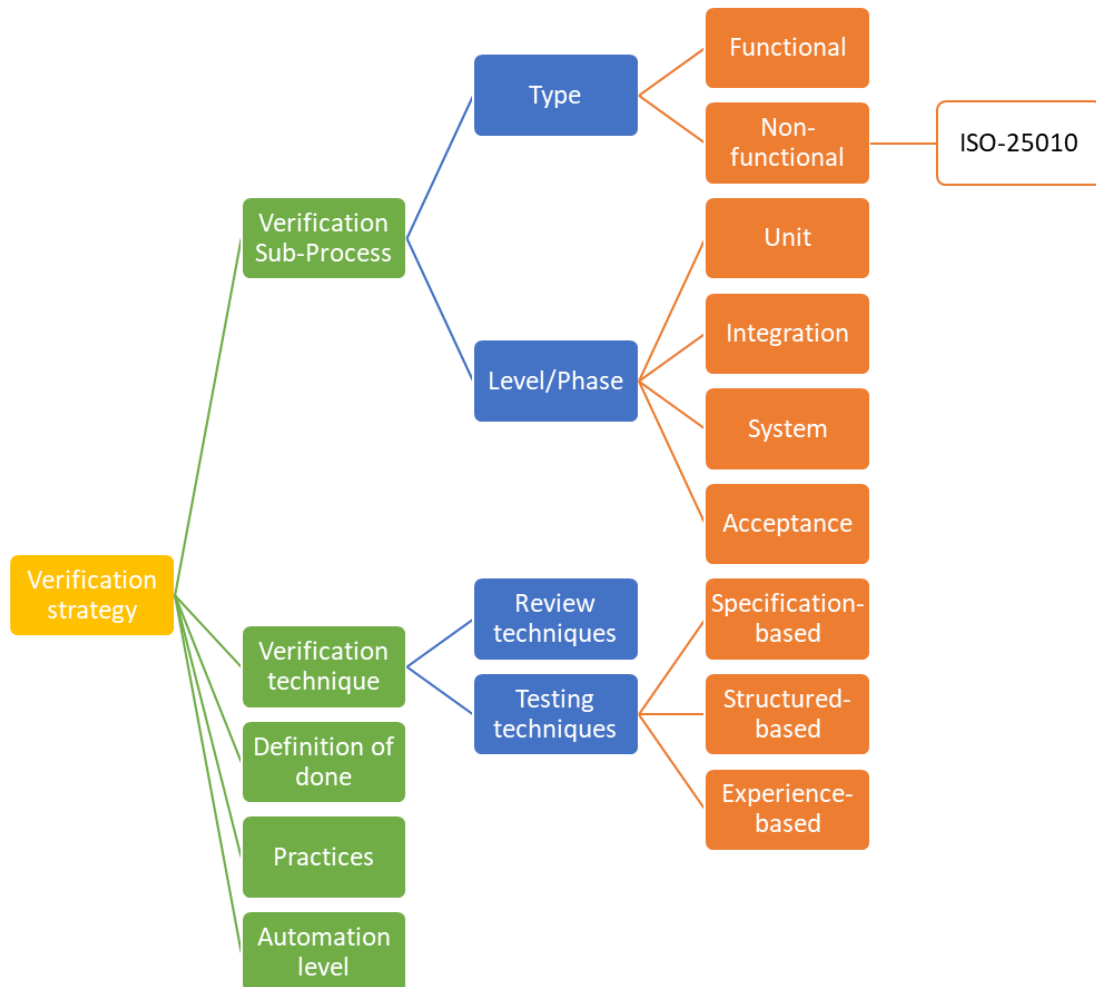 Verification
strategy
Verification
Sub-Process
Type
Functional
Non-
functional
ISO-25010
Level/Phase
Unit
Integration
System
Acceptance
Verification
technique
Review
techniques
Testing
techniques
Specification-
based
Structured-
based
Experience-
based
Definition of
done
Practices
Automation
level